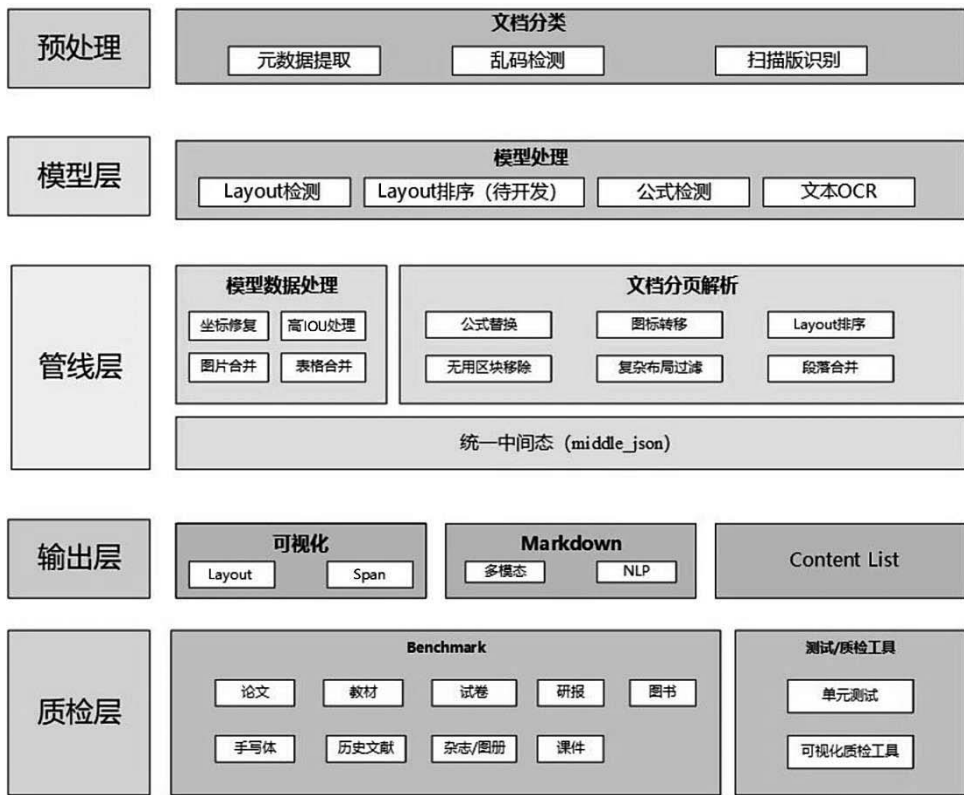 预处理
文档分类
元数据提取
乱码检测
扫描版识别
模型层
模型处理
Layout检测
Layout排序（待开发）
公式检测
文本OCR
管线层
模型数据处理
坐标修复
高IOU处理
图片合并
表格合并
文档分页解析
公式替换
图标转移
Layout排序
无用区块移除
复杂布局过滤
段落合并
统一中间态（middle_json）
输出层
可视化
Layout
Span
Markdown
多模态
NLP
Content List
质检层
Benchmark
论文
教材
试卷
研报
图书
手写体
历史文献
杂志/图册
课件
测试/质检工具
单元测试
可视化质检工具